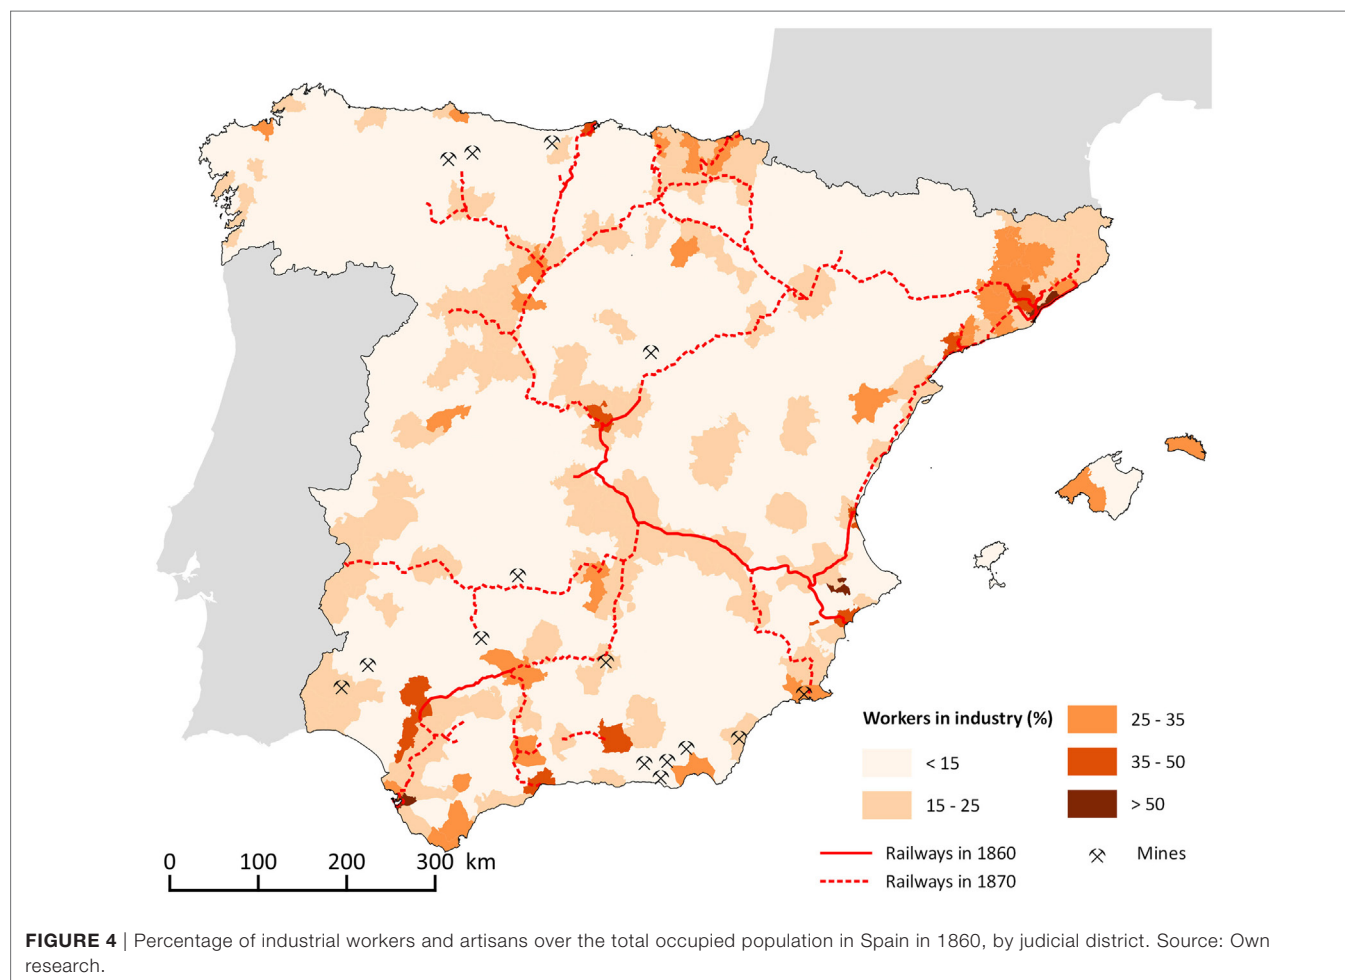 Workers in industry (%)
< 15
15 - 25
25 - 35
35 - 50
> 50
Railways in 1860
Railways in 1870
Mines
0 100 200 300 km
FIGURE 4 | Percentage of industrial workers and artisans over the total occupied population in Spain in 1860, by judicial district. Source: Own
research.